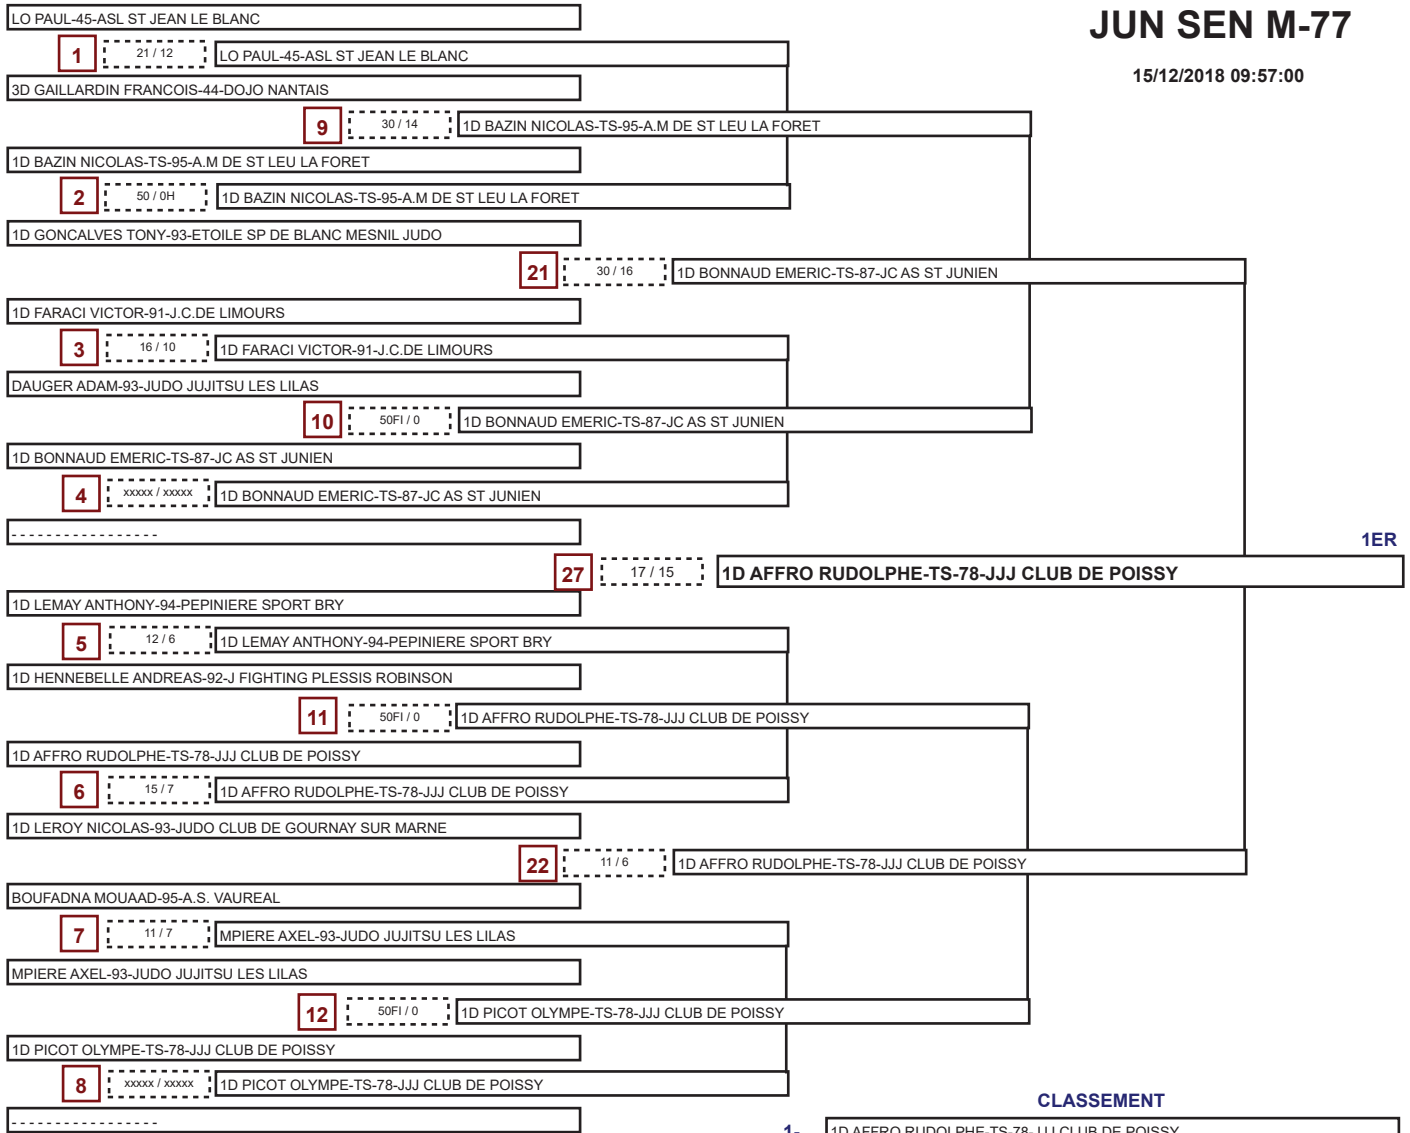 LO PAUL-45-ASL ST JEAN LE BLANC
JUN SEN M-77
1 21 / 12 LO PAUL-45-ASL ST JEAN LE BLANC
15/12/2018 09:57:00
3D GAILLARDIN FRANCOIS-44-DOJO NANTAIS
9 30 / 14 1D BAZIN NICOLAS-TS-95-A.M DE ST LEU LA FORET
1D BAZIN NICOLAS-TS-95-A.M DE ST LEU LA FORET
2 50 / 0H 1D BAZIN NICOLAS-TS-95-A.M DE ST LEU LA FORET
1D GONCALVES TONY-93-ETOILE SP DE BLANC MESNIL JUDO
21 30 / 16 1D BONNAUD EMERIC-TS-87-JC AS ST JUNIEN
1D FARACI VICTOR-91-J.C.DE LIMOURS
3 16 / 10 1D FARACI VICTOR-91-J.C.DE LIMOURS
DAUGER ADAM-93-JUDO JUJITSU LES LILAS
10 50FI / 0 1D BONNAUD EMERIC-TS-87-JC AS ST JUNIEN
1D BONNAUD EMERIC-TS-87-JC AS ST JUNIEN
4 xxxxx / xxxxx 1D BONNAUD EMERIC-TS-87-JC AS ST JUNIEN
- - - - - - - - - - - - - - - - -
1ER
27 17 / 15 1D AFFRO RUDOLPHE-TS-78-JJJ CLUB DE POISSY
1D LEMAY ANTHONY-94-PEPINIERE SPORT BRY
5 12 / 6 1D LEMAY ANTHONY-94-PEPINIERE SPORT BRY
1D HENNEBELLE ANDREAS-92-J FIGHTING PLESSIS ROBINSON
11 50FI / 0 1D AFFRO RUDOLPHE-TS-78-JJJ CLUB DE POISSY
1D AFFRO RUDOLPHE-TS-78-JJJ CLUB DE POISSY
6 15 / 7 1D AFFRO RUDOLPHE-TS-78-JJJ CLUB DE POISSY
1D LEROY NICOLAS-93-JUDO CLUB DE GOURNAY SUR MARNE
22 11 / 6 1D AFFRO RUDOLPHE-TS-78-JJJ CLUB DE POISSY
BOUFADNA MOUAAD-95-A.S. VAUREAL
7 11 / 7 MPIERE AXEL-93-JUDO JUJITSU LES LILAS
MPIERE AXEL-93-JUDO JUJITSU LES LILAS
12 50FI / 0 1D PICOT OLYMPE-TS-78-JJJ CLUB DE POISSY
1D PICOT OLYMPE-TS-78-JJJ CLUB DE POISSY
8 xxxxx / xxxxx 1D PICOT OLYMPE-TS-78-JJJ CLUB DE POISSY
CLASSEMENT
- - - - - - - - - - - - - - - - -
1- 1D AFFRO RUDOLPHE-TS-78-JJJ CLUB DE POISSY